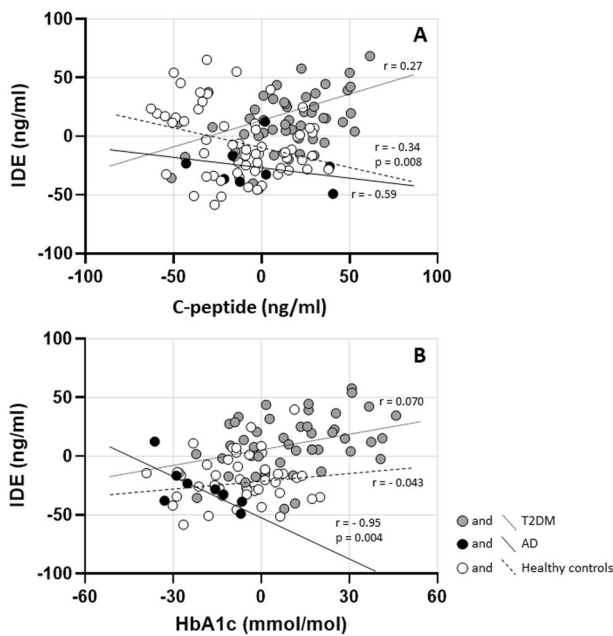 A
100
50
0
-50
-100
IDE (ng/ml)
r = 0.27
r = - 0.34
p = 0.008
r = - 0.59
-100 -50 0 50 100
C-peptide (ng/ml)
B
100
50
0
-50
-100
IDE (ng/ml)
r = 0.070
r = - 0.043
r = - 0.95
p = 0.004
-60 -30 0 30 60
HbA1c (mmol/mol)
and T2DM
and AD
and Healthy controls